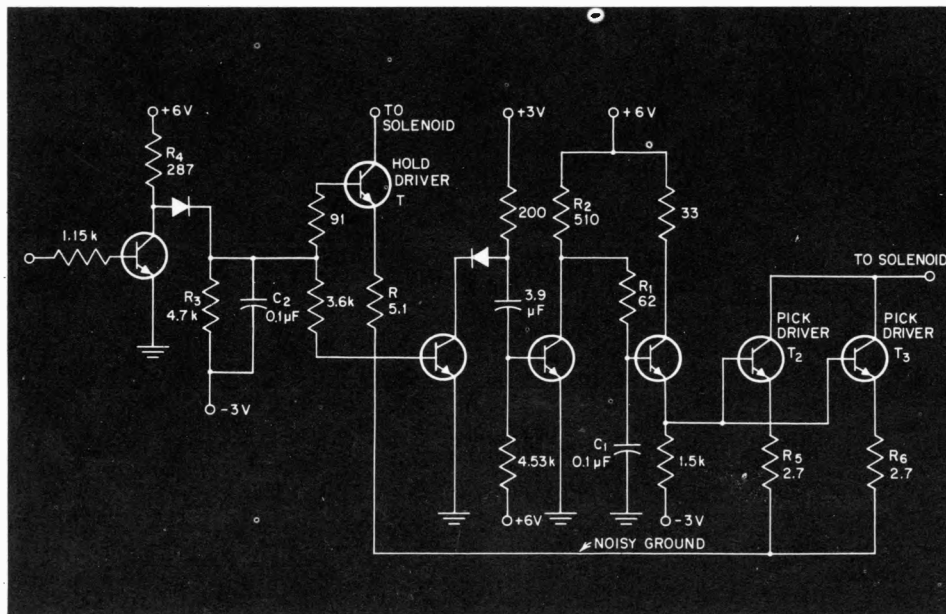 +6V
R4
287
1.15k
R3
4.7k
C2
0.1µF
-3V
TO
SOLENOID
HOLD
DRIVER
T
91
3.6k
R
5.1
+3V
200
3.9
µF
4.53k
+6V
+6V
R2
510
R1
62
33
C1
0.1µF
1.5k
-3V
TO SOLENOID
PICK
DRIVER
T2
PICK
DRIVER
T3
R5
2.7
R6
2.7
NOISY GROUND